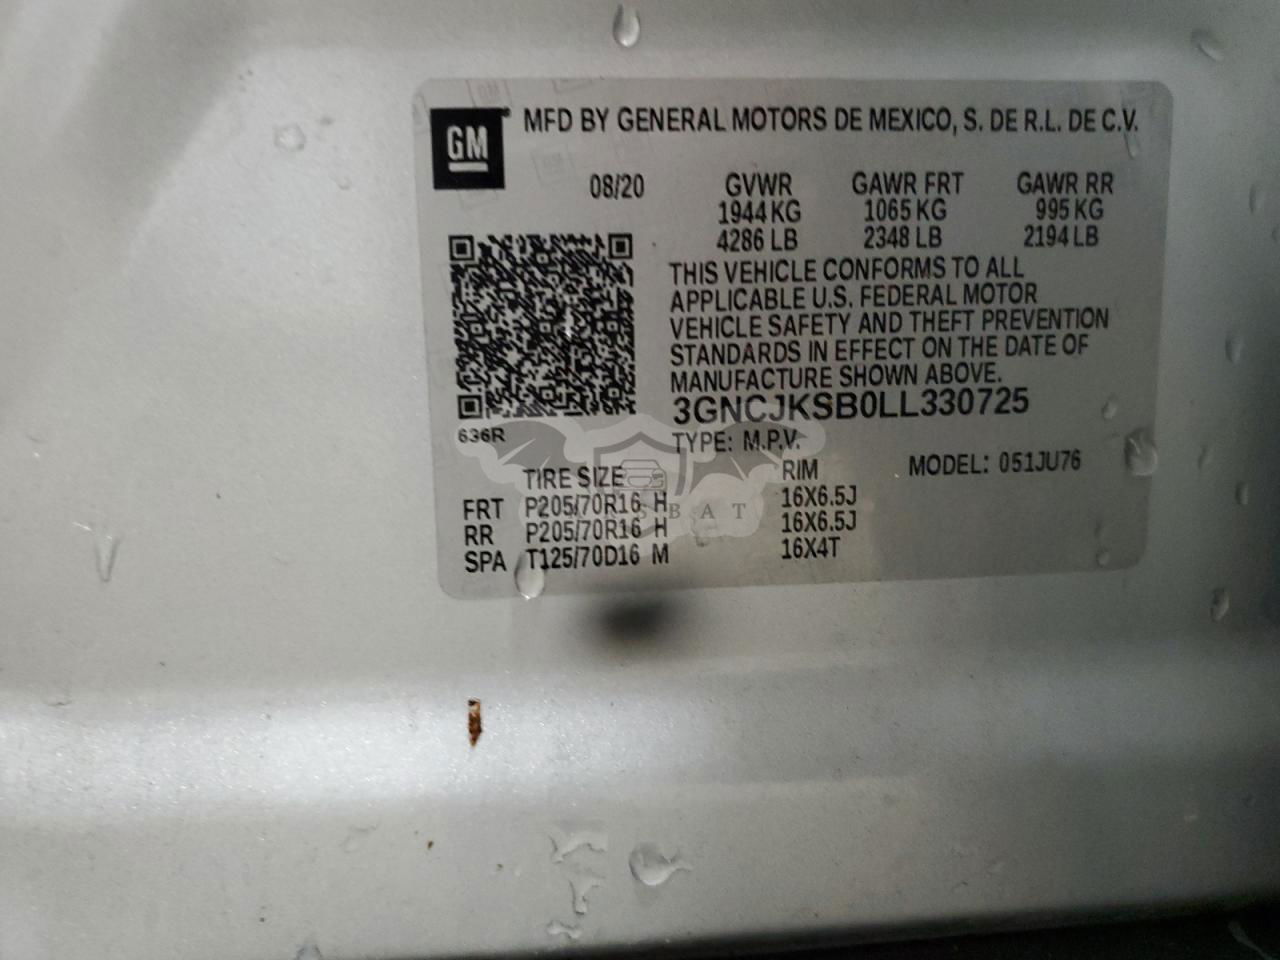 GM
MFD BY GENERAL MOTORS DE MEXICO, S. DE R.L. DE C.V.
08/20 GVWR GAWR FRT GAWR RR
1944 KG 1065 KG 995 KG
4286 LB 2348 LB 2194 LB
THIS VEHICLE CONFORMS TO ALL
APPLICABLE U.S. FEDERAL MOTOR
VEHICLE SAFETY AND THEFT PREVENTION
STANDARDS IN EFFECT ON THE DATE OF
MANUFACTURE SHOWN ABOVE.
3GNCJKSB0LL330725
636R
TYPE: M.P.V.
MODEL: 051JU76
TIRE SIZE RIM
FRT P205/70R16 H 16X6.5J
RR P205/70R16 H 16X6.5J
SPA T125/70D16 M 16X4T